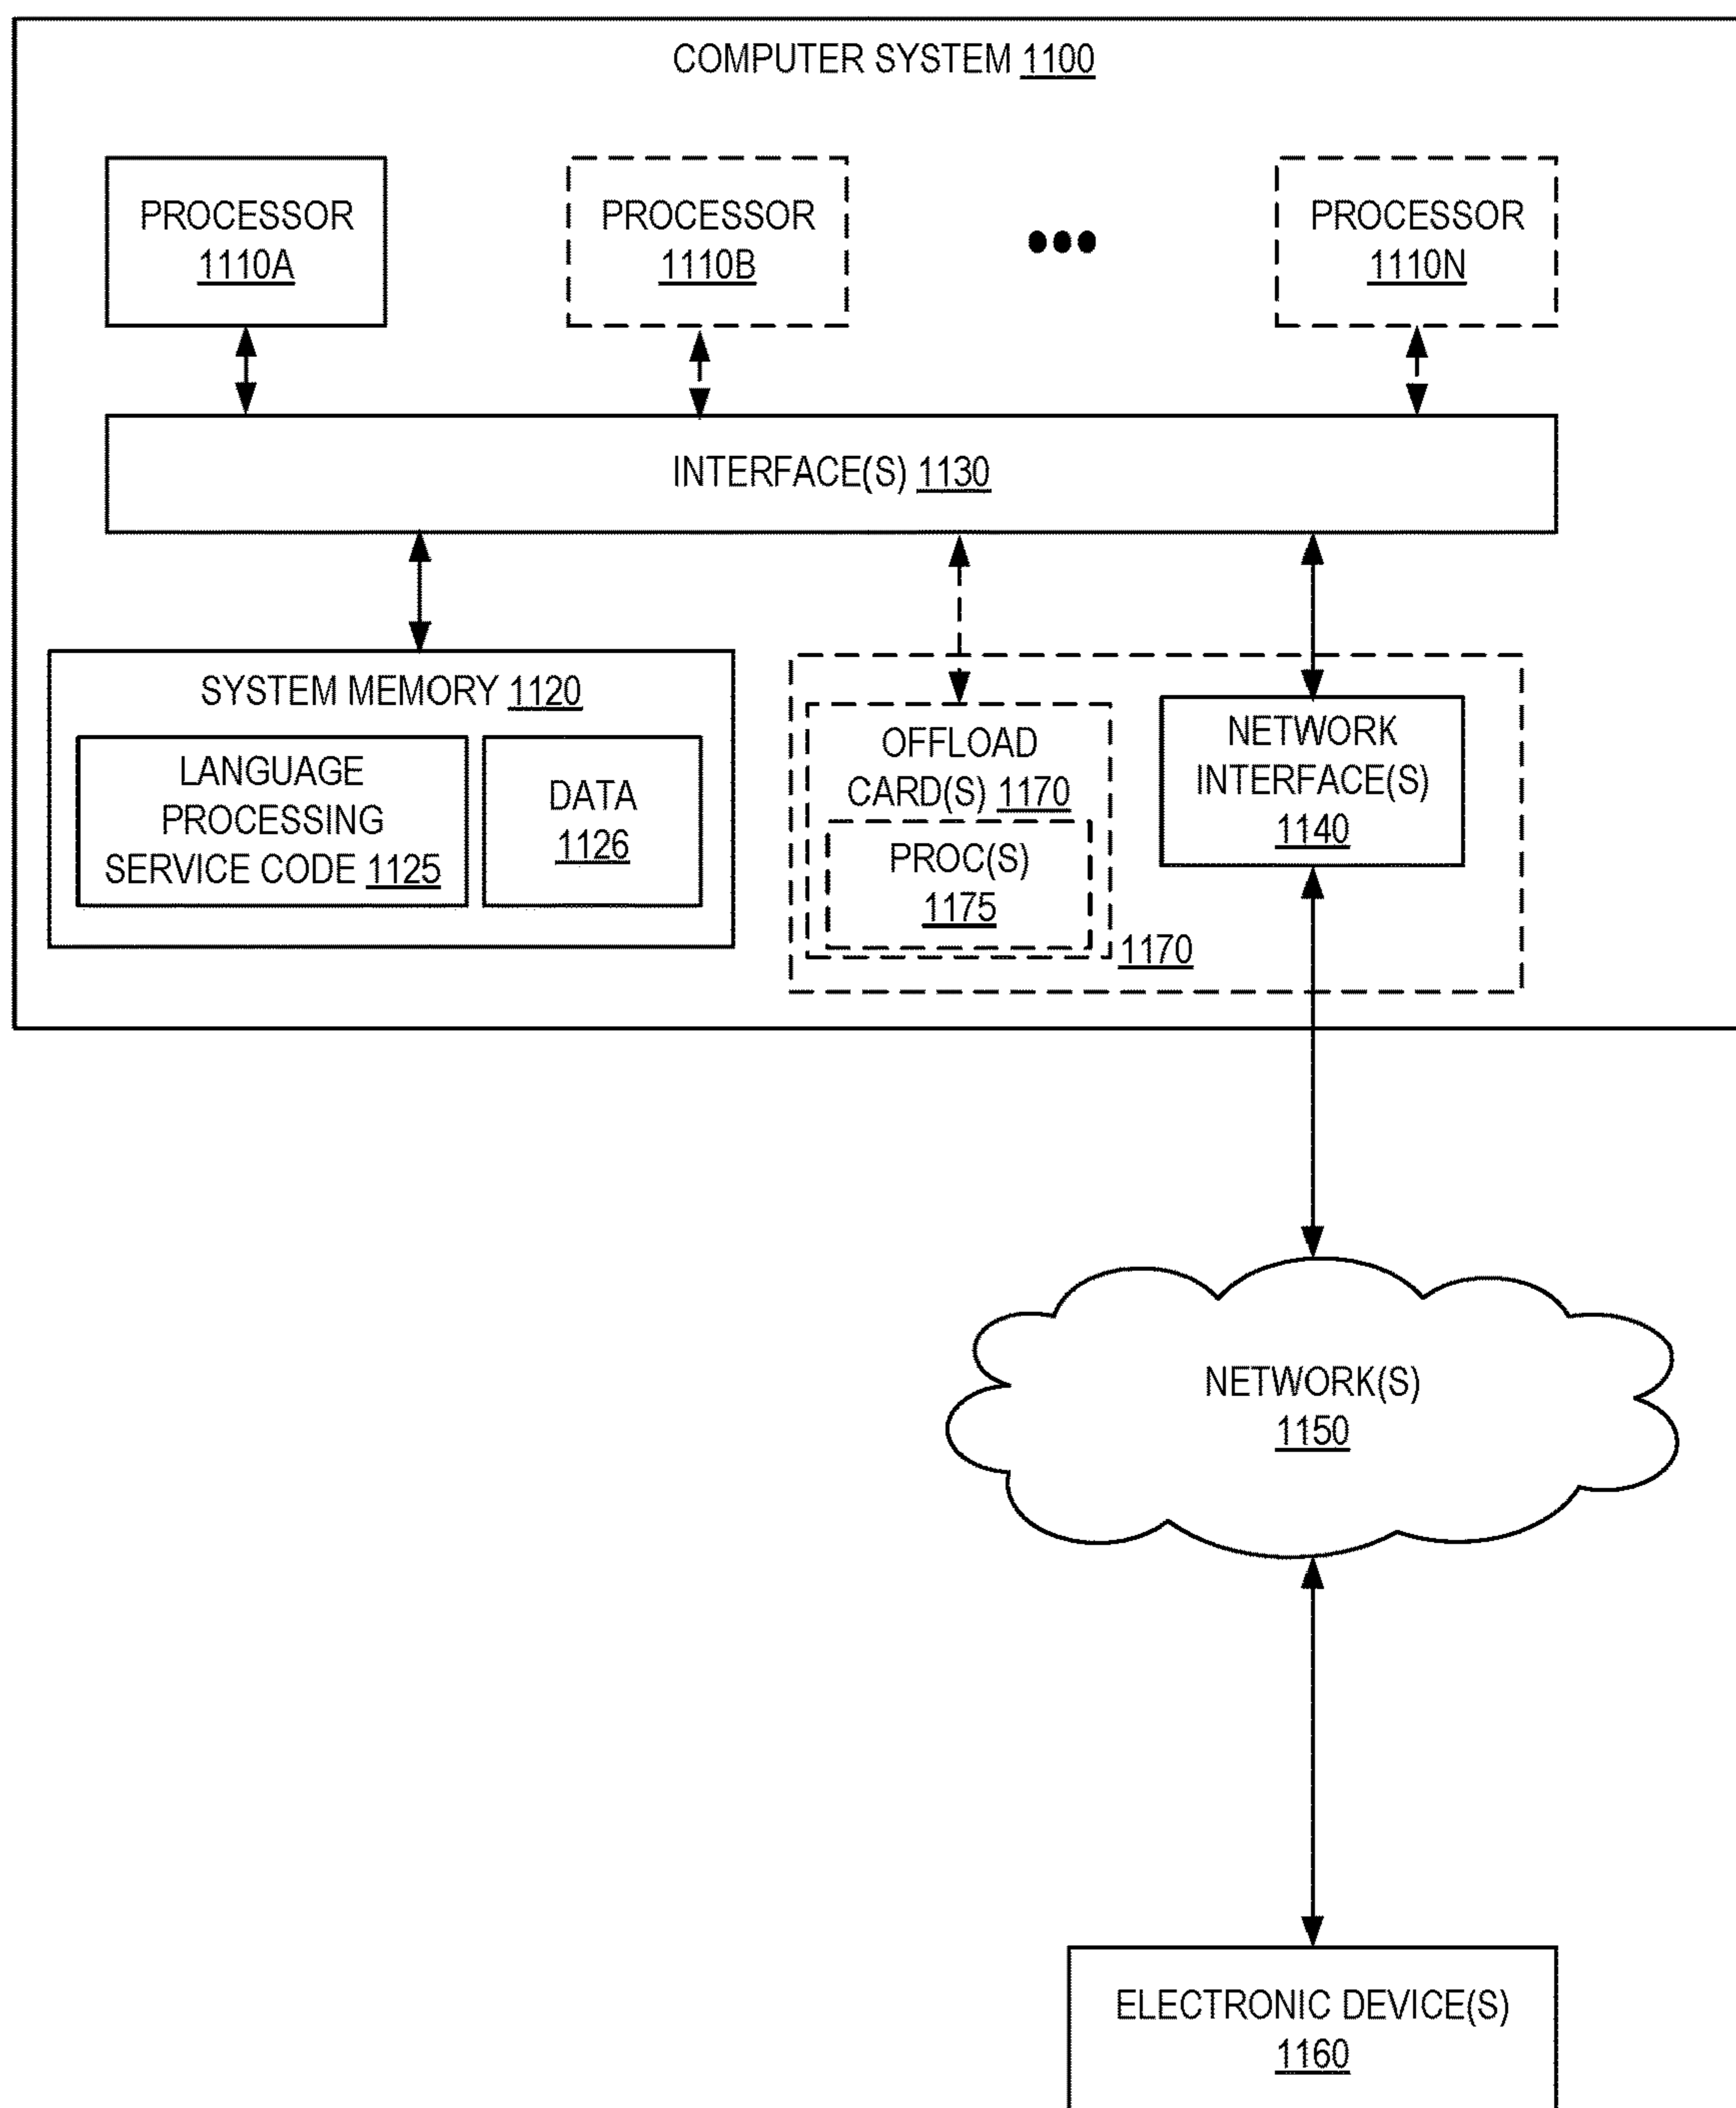 COMPUTER SYSTEM 1100
PROCESSOR
1110A
PROCESSOR
1110B
PROCESSOR
1110N
INTERFACE(S) 1130
SYSTEM MEMORY 1120
LANGUAGE
PROCESSING
SERVICE CODE 1125
DATA
1126
OFFLOAD
CARD(S) 1170
PROC(S)
1175
1170
NETWORK
INTERFACE(S)
1140
NETWORK(S)
1150
ELECTRONIC DEVICE(S)
1160